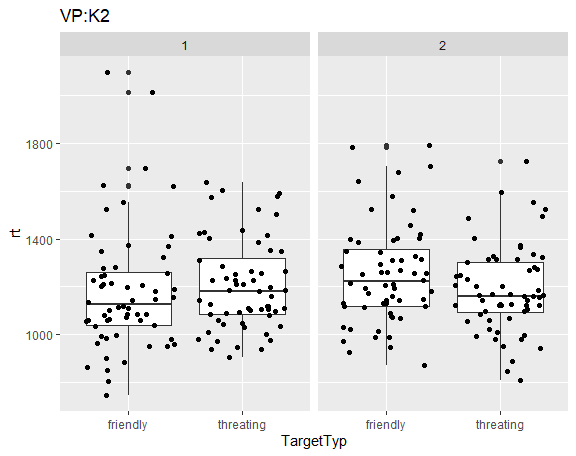 VP:K2
1
2
rt
1800
1400
1000
friendly
threating
friendly
threating
TargetTyp